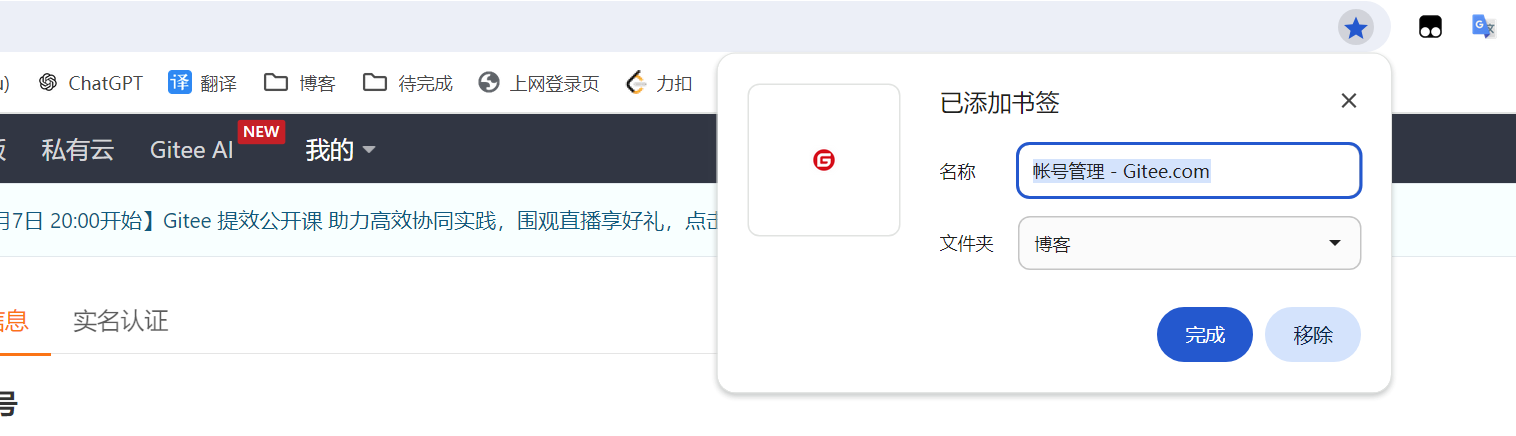 ChatGPT 译 翻译 博客 待完成 上网登录页 力扣
私有云 Gitee AI NEW 我的
月7日 20:00开始】Gitee 提效公开课 助力高效协同实践，围观直播享好礼，点击
信息 实名认证
号
已添加书签
名称 帐号管理 - Gitee.com
文件夹 博客
完成 移除